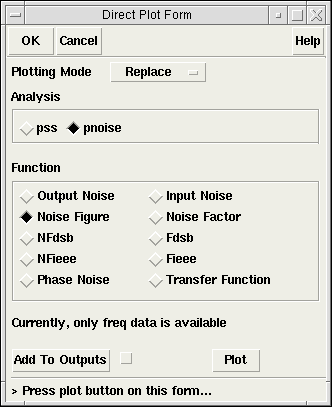 Direct Plot Form
OK Cancel Help
Plotting Mode Replace
Analysis
pss pnoise
Function
Output Noise Input Noise
Noise Figure Noise Factor
NFdsb Fdsb
NFieee Fieee
Phase Noise Transfer Function
Currently, only freq data is available
Add To Outputs Plot
> Press plot button on this form...